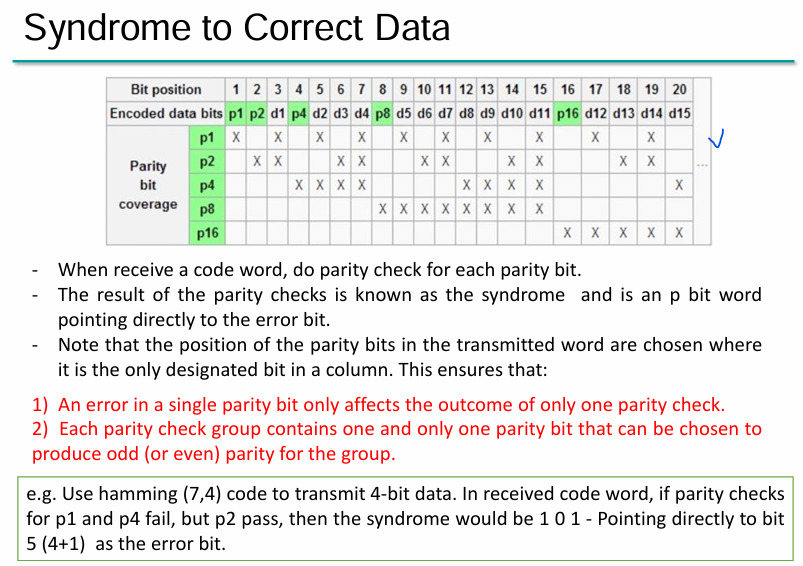 Syndrome to Correct Data
Bit position 1 2 3 4 5 6 7 8 9 10 11 12 13 14 15 16 17 18 19 20
Encoded data bits p1 p2 d1 p4 d2 d3 d4 p8 d5 d6 d7 d8 d9 d10 d11 p16 d12 d13 d14 d15
Parity bit coverage
p1 X X X X X X X X X X
p2 X X X X X X X X X X
p4 X X X X X X X X X
p8 X X X X X X X X
p16 X X X X X
...
- When receive a code word, do parity check for each parity bit.
- The result of the parity checks is known as the syndrome and is an p bit word
pointing directly to the error bit.
- Note that the position of the parity bits in the transmitted word are chosen where
it is the only designated bit in a column. This ensures that:
1) An error in a single parity bit only affects the outcome of only one parity check.
2) Each parity check group contains one and only one parity bit that can be chosen to
produce odd (or even) parity for the group.
e.g. Use hamming (7,4) code to transmit 4-bit data. In received code word, if parity checks
for p1 and p4 fail, but p2 pass, then the syndrome would be 1 0 1 - Pointing directly to bit
5 (4+1) as the error bit.